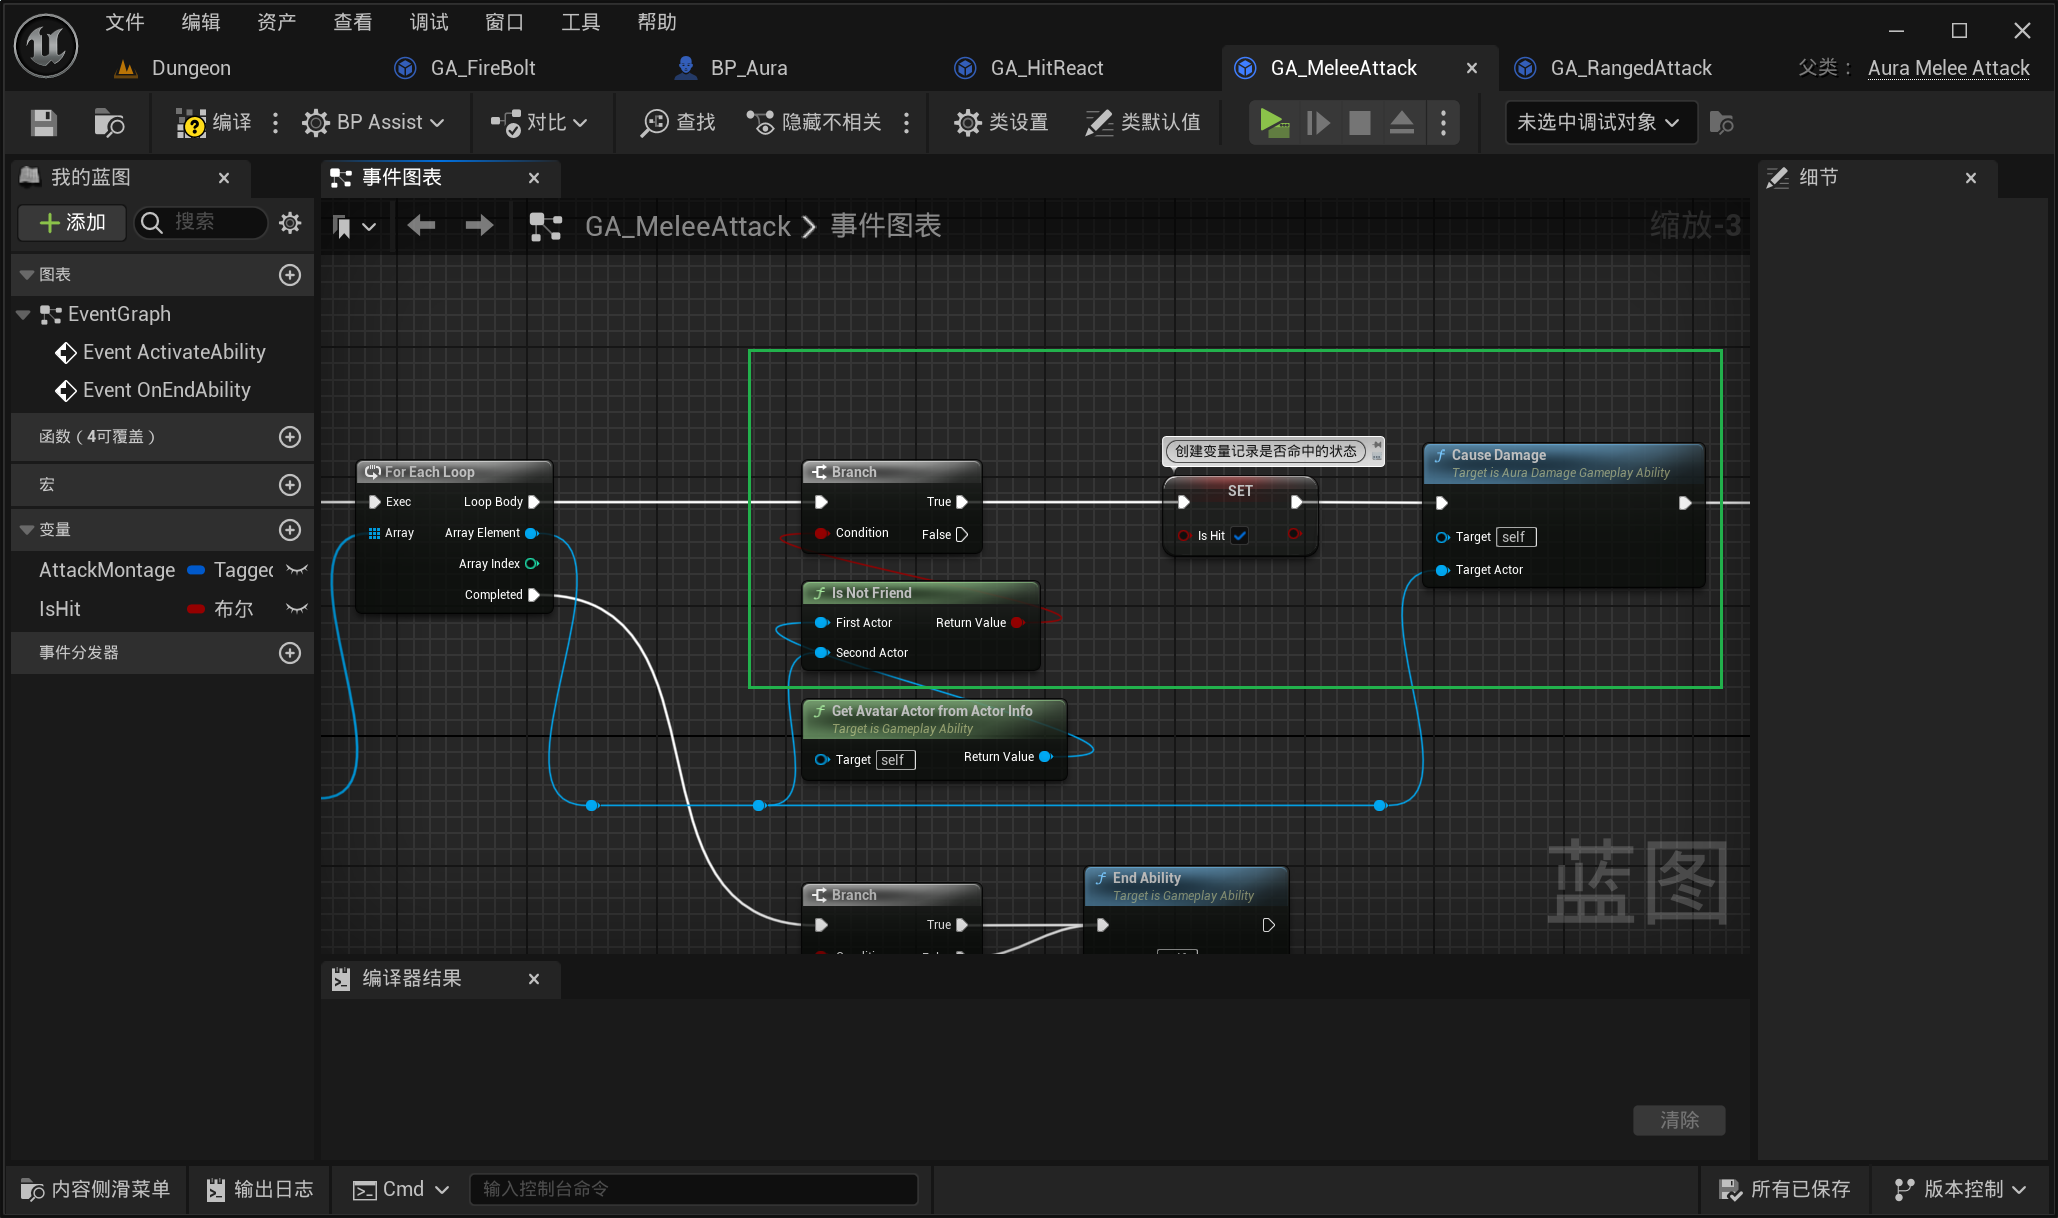 文件 编辑 资产 查看 调试 窗口 工具 帮助
Dungeon GA_FireBolt BP_Aura GA_HitReact GA_MeleeAttack GA_RangedAttack 父类： Aura Melee Attack
编译 BP Assist 对比 查找 隐藏不相关 类设置 类默认值 未选中调试对象
我的蓝图
添加 搜索
图表
EventGraph
Event ActivateAbility
Event OnEndAbility
函数（4可覆盖）
宏
变量
AttackMontage Tagged
IsHit 布尔
事件分发器
事件图表
GA_MeleeAttack 事件图表 缩放-3
For Each Loop
Exec Loop Body
Array Array Element
Array Index
Completed
Branch
True
Condition False
Is Not Friend
First Actor Return Value
Second Actor
Get Avatar Actor from Actor Info
Target is Gameplay Ability
Target self Return Value
创建变量记录是否命中的状态
SET
Is Hit
Cause Damage
Target is Aura Damage Gameplay Ability
Target self
Target Actor
Branch
True
End Ability
Target is Gameplay Ability
蓝图
编译器结果
清除
细节
内容侧滑菜单 输出日志 Cmd 输入控制台命令 所有已保存 版本控制